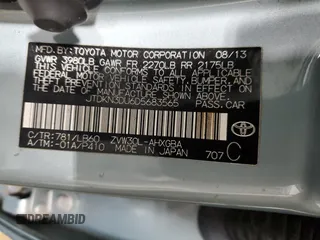 MFD.BY: TOYOTA MOTOR CORPORATION 08/13
GVWR 3980LB GAWR FR 2270LB RR 2175LB
THIS VEHICLE CONFORMS TO ALL APPLICABLE
FEDERAL MOTOR VEHICLE SAFETY, BUMPER, AND
THEFT PREVENTION STANDARDS IN EFFECT ON
THE DATE OF MANUFACTURE SHOWN ABOVE.
JTDKN3DU6D5683565 PASS.CAR
C/TR:781/LB60 ZVW30L-AHXGBA
A/TM:-01A/P410 MADE IN JAPAN 707 C
TOYOTA
DREAMBID